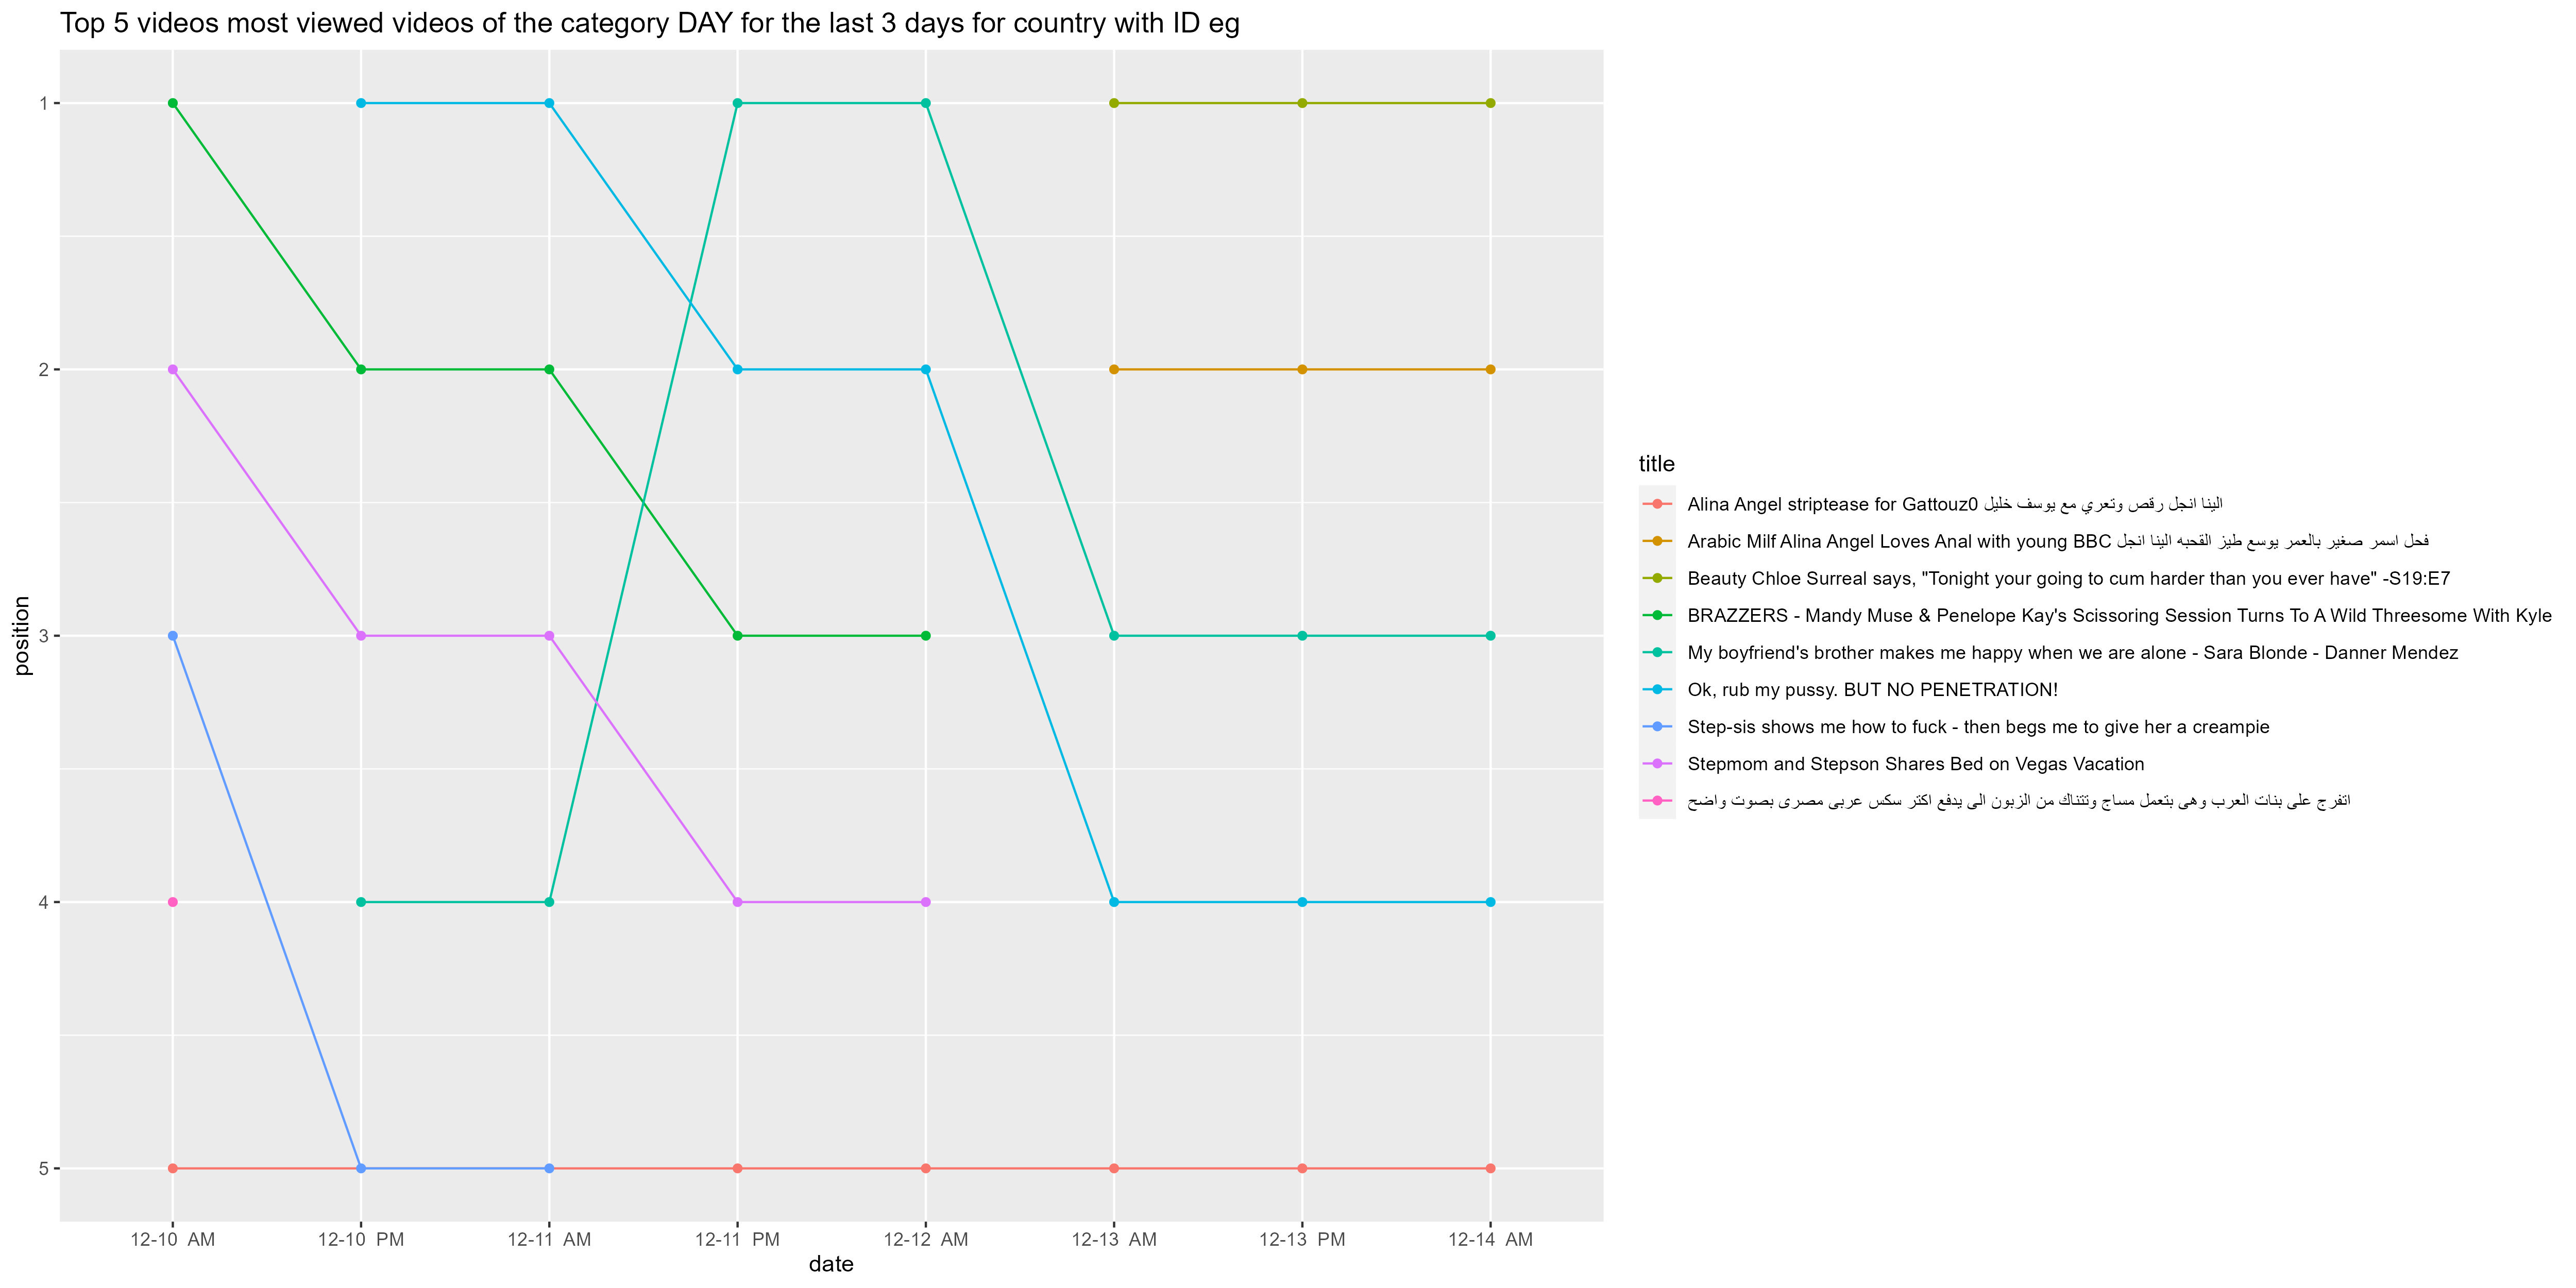 Top 5 videos most viewed videos of the category DAY for the last 3 days for country with ID eg
position
1
2
3
4
5
12-10 AM
12-10 PM
12-11 AM
12-11 PM
12-12 AM
12-13 AM
12-13 PM
12-14 AM
date
title
Alina Angel striptease for Gattouz0 الينا انجل رقص وتعري مع يوسف خليل
Arabic Milf Alina Angel Loves Anal with young BBC فحل اسمر صغير بالعمر يوسع طيز القحبه الينا انجل
Beauty Chloe Surreal says, "Tonight your going to cum harder than you ever have" -S19:E7
BRAZZERS - Mandy Muse & Penelope Kay's Scissoring Session Turns To A Wild Threesome With Kyle
My boyfriend's brother makes me happy when we are alone - Sara Blonde - Danner Mendez
Ok, rub my pussy. BUT NO PENETRATION!
Step-sis shows me how to fuck - then begs me to give her a creampie
Stepmom and Stepson Shares Bed on Vegas Vacation
اتفرج على بنات العرب وهى بتعمل مساج وتتناك من الزبون الى يدفع اكتر سكس عربى مصرى بصوت واضح